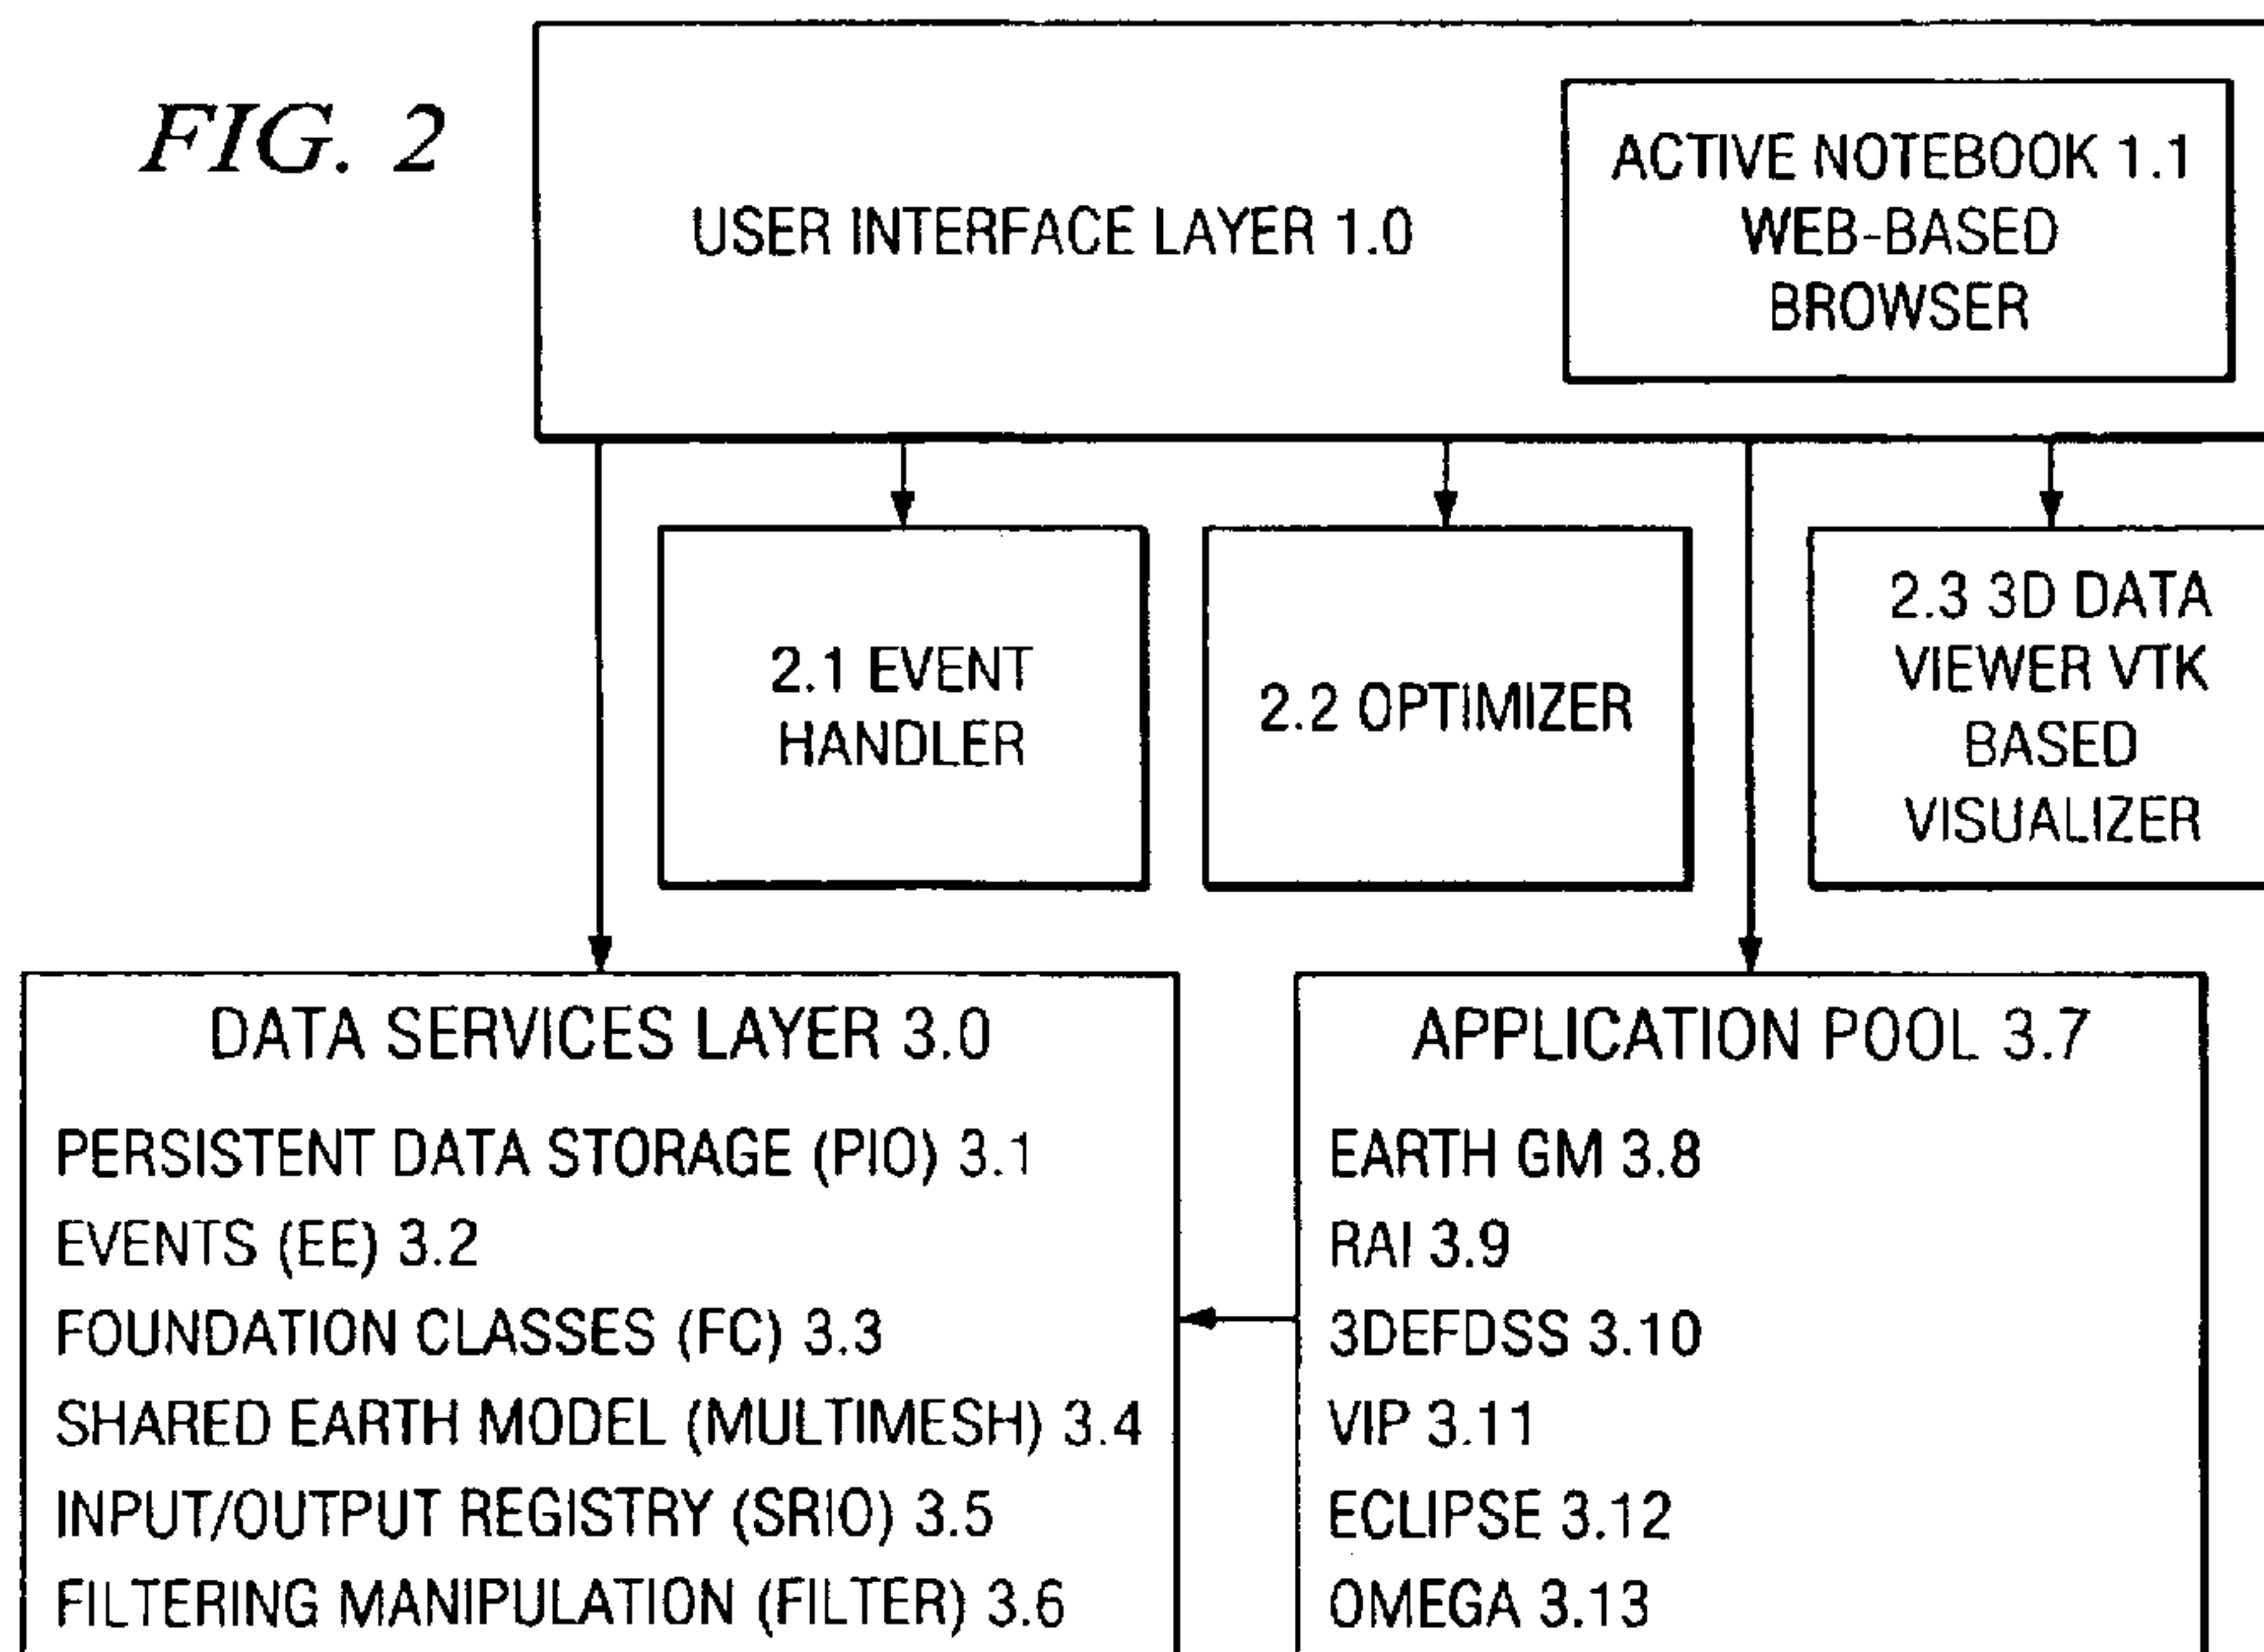 FIG. 2
USER INTERFACE LAYER 1.0
ACTIVE NOTEBOOK 1.1
WEB-BASED
BROWSER
2.1 EVENT
HANDLER
2.2 OPTIMIZER
2.3 3D DATA
VIEWER VTK
BASED
VISUALIZER
DATA SERVICES LAYER 3.0
PERSISTENT DATA STORAGE (PIO) 3.1
EVENTS (EE) 3.2
FOUNDATION CLASSES (FC) 3.3
SHARED EARTH MODEL (MULTIMESH) 3.4
INPUT/OUTPUT REGISTRY (SRIO) 3.5
FILTERING MANIPULATION (FILTER) 3.6
APPLICATION POOL 3.7
EARTH GM 3.8
RAI 3.9
3DEFDSS 3.10
VIP 3.11
ECLIPSE 3.12
OMEGA 3.13